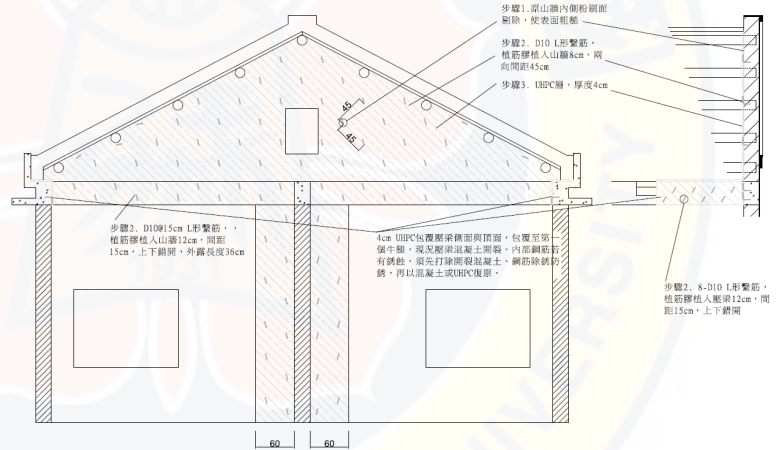 步驟1.原山牆內側粉刷面
剔除，使表面粗糙
步驟2. D10 L形繫筋，
植筋膠植入山牆8cm，兩
向間距45cm
步驟3. UHPC層，厚度4cm
45
45
步驟2. D10@15cm L形繫筋，，
植筋膠植入山牆12cm，間距
15cm，上下錯開，外露長度36cm
4cm UHPC包覆壓梁側面與頂面，包覆至第一
個牛腿，現況壓梁混凝土開裂、內部鋼筋若
有銹蝕，須先打除開裂混凝土、鋼筋除銹防
銹，再以混凝土或UHPC復原。
步驟2. 8-D10 L形繫筋，
植筋膠植入壓梁12cm，間
距15cm，上下錯開
60
60
UNIVERSITY